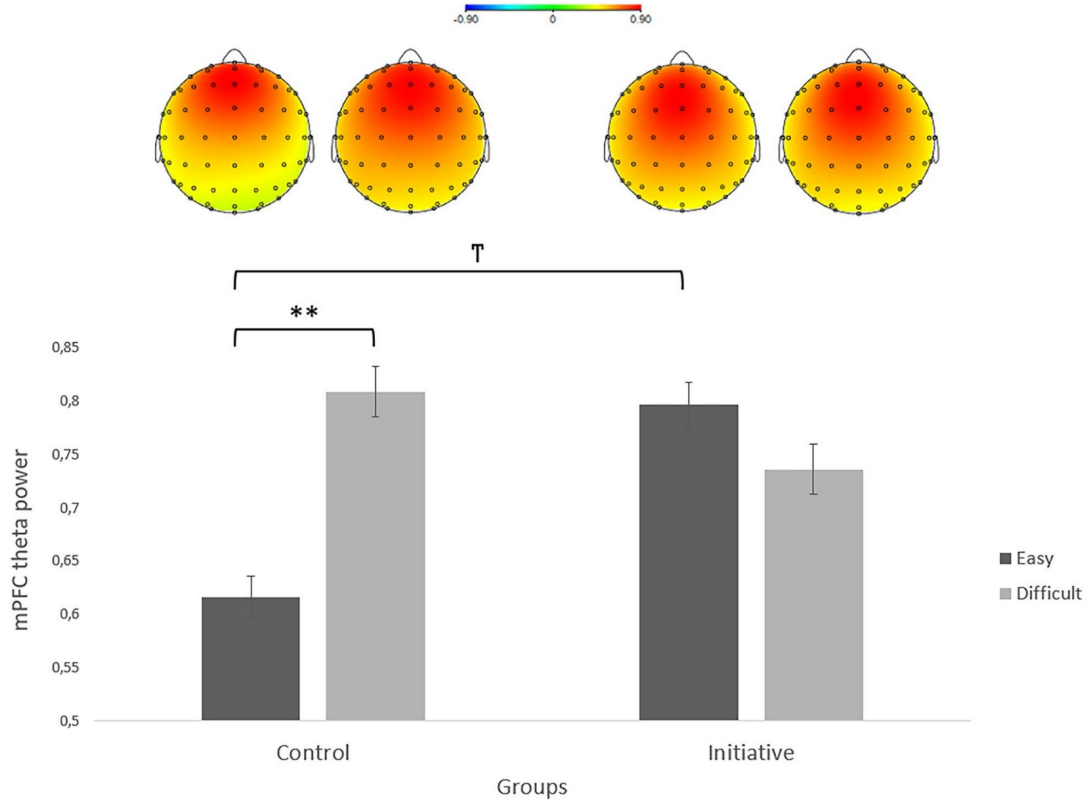 -0.90 0 0.90
T
**
0,85
0,8
0,75
0,7
0,65
0,6
0,55
0,5
mPFC theta power
Easy
Difficult
Control Initiative
Groups